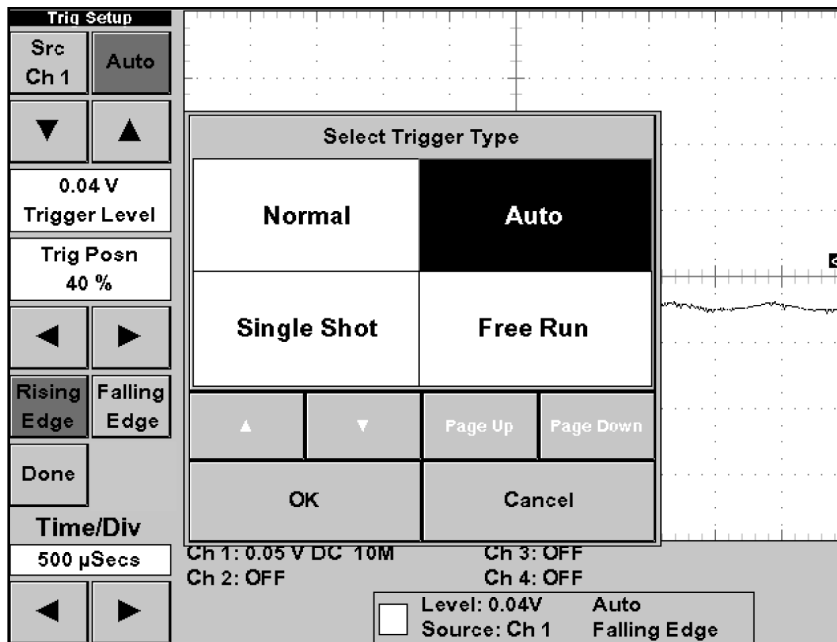 Trig Setup
Src
Ch 1
Auto
▼ ▲
0.04 V
Trigger Level
Trig Posn
40 %
◄ ►
Rising
Edge
Falling
Edge
Done
Time/Div
500 µSecs
◄ ►
Select Trigger Type
Normal
Auto
Single Shot
Free Run
▲ ▼ Page Up Page Down
OK
Cancel
Ch 1: 0.05 V DC 10M
Ch 3: OFF
Ch 2: OFF
Ch 4: OFF
Level: 0.04V Auto
Source: Ch 1 Falling Edge